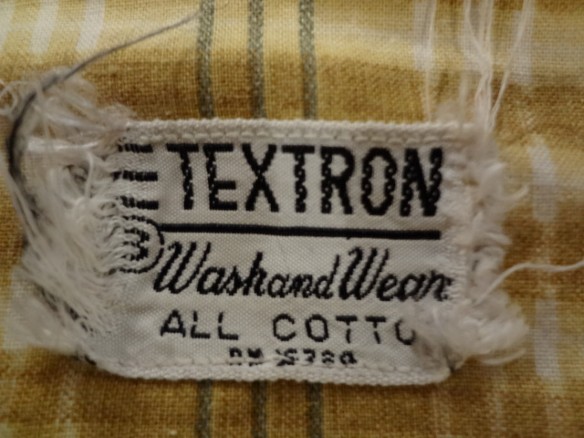 TEXTRON
Wash and Wear
ALL COTTO